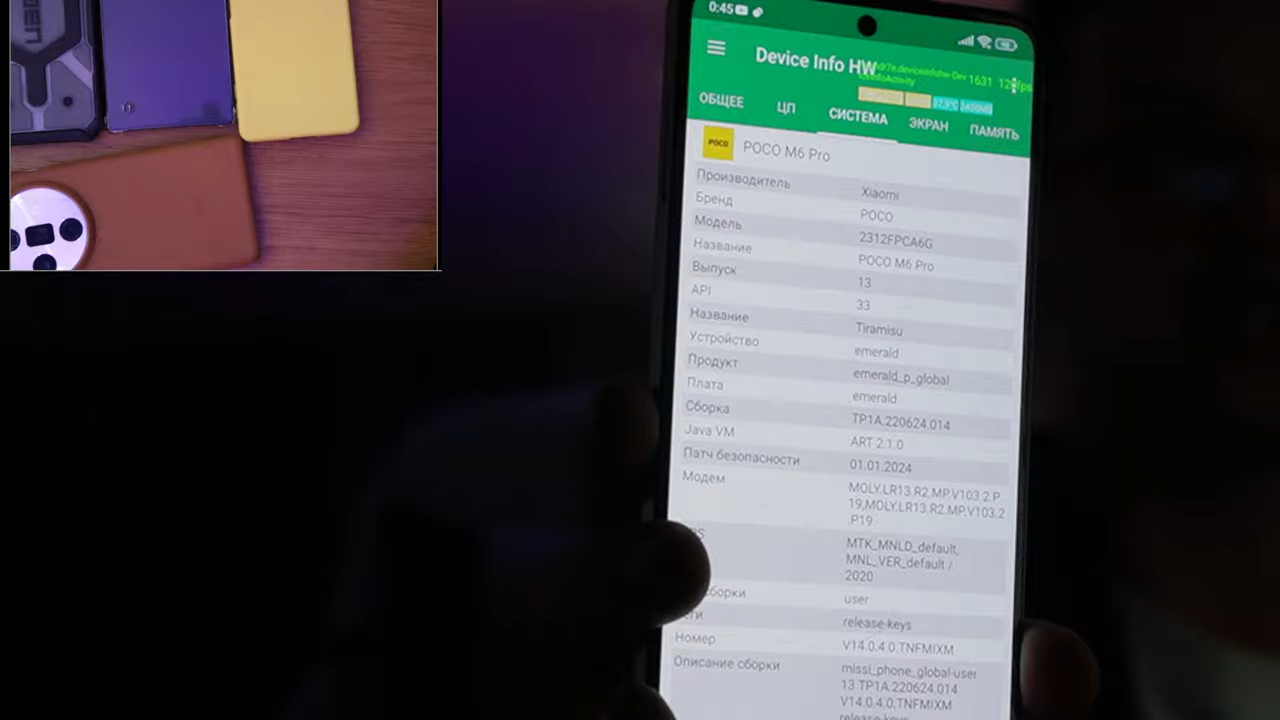 0:45
Device Info HW
1631
ОБЩЕЕ ЦП СИСТЕМА ЭКРАН ПАМЯТЬ
POCO POCO M6 Pro
Производитель Xiaomi
Бренд POCO
Модель 2312FPCA6G
Название POCO M6 Pro
Выпуск 13
API 33
Название Tiramisu
Устройство emerald
Продукт emerald_p_global
Плата emerald
Сборка TP1A.220624.014
Java VM ART 2.1.0
Патч безопасности 01.01.2024
Модем MOLY.LR13.R2.MP.V103.2.P
19,MOLY.LR13.R2.MP.V103.2
.P19
MTK_MNLD_default,
MNL_VER_default /
2020
сборки user
release-keys
Номер V14.0.4.0.TNFMIXM
Описание сборки missi_phone_global-user
13 TP1A.220624.014
V14.0.4.0.TNFMIXM
release-keys